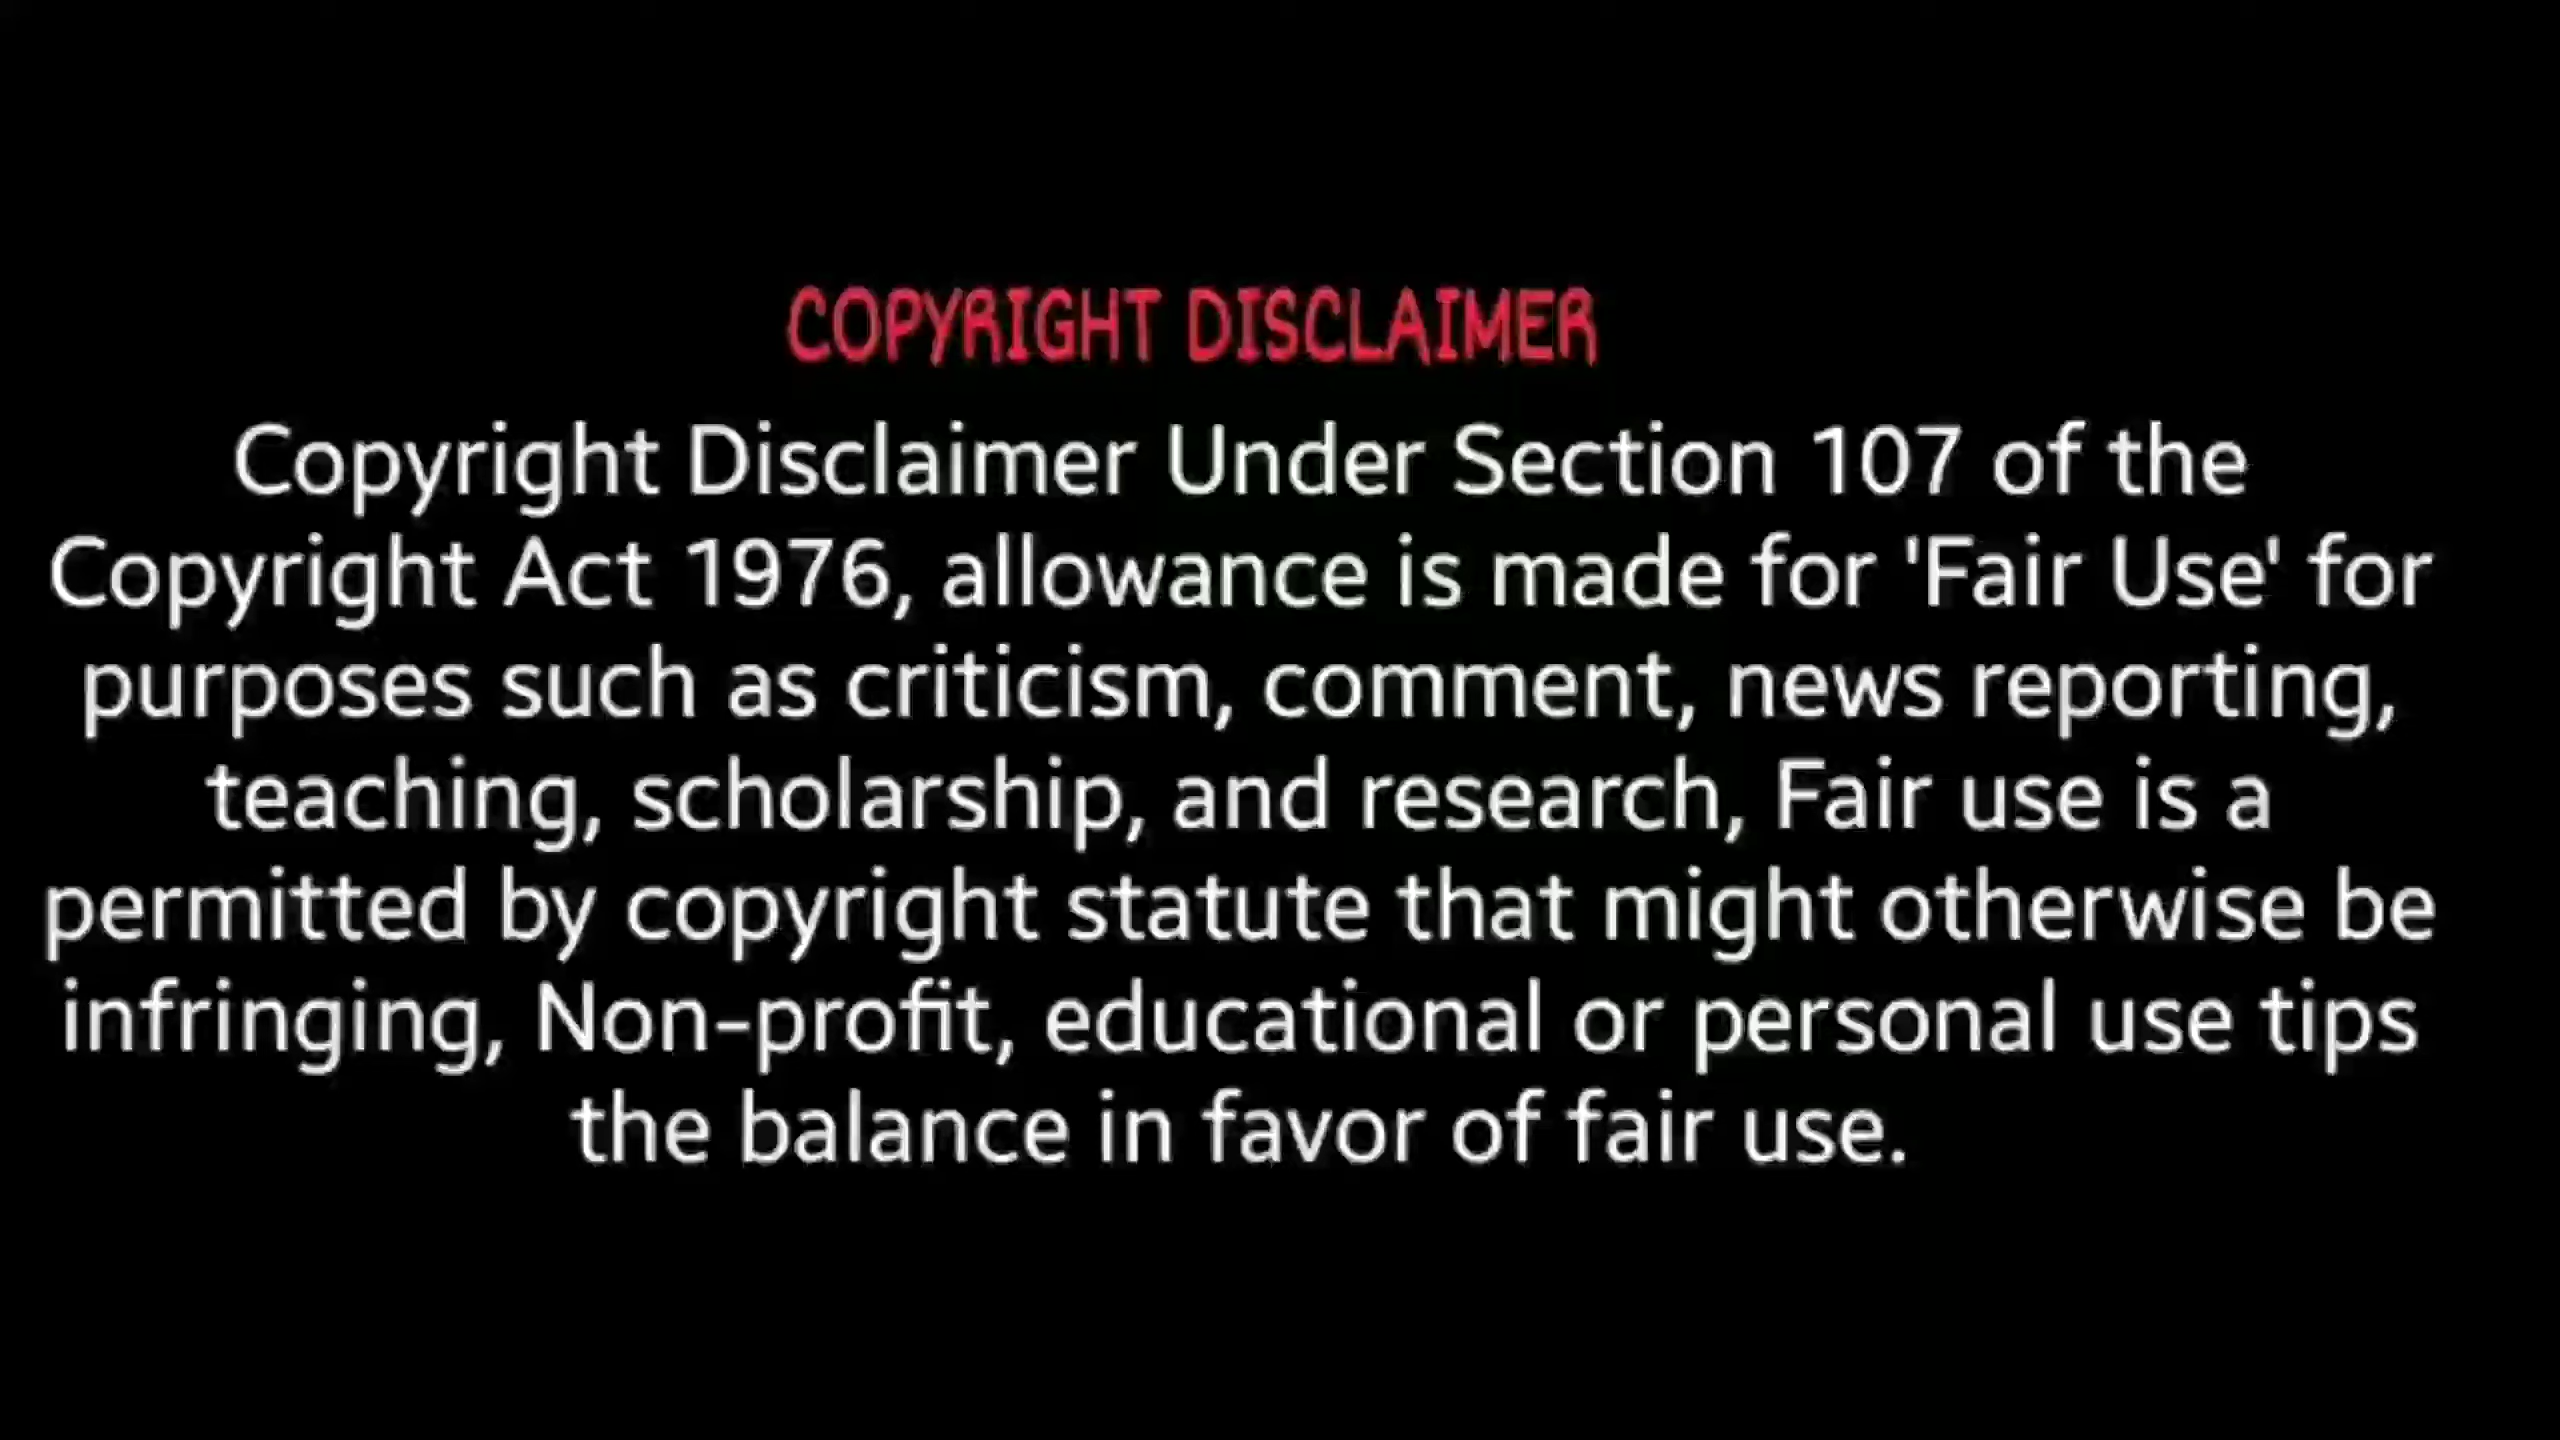 COPYRIGHT DISCLAIMER
Copyright Disclaimer Under Section 107 of the
Copyright Act 1976, allowance is made for 'Fair Use' for
purposes such as criticism, comment, news reporting,
teaching, scholarship, and research, Fair use is a
permitted by copyright statute that might otherwise be
infringing, Non-profit, educational or personal use tips
the balance in favor of fair use.